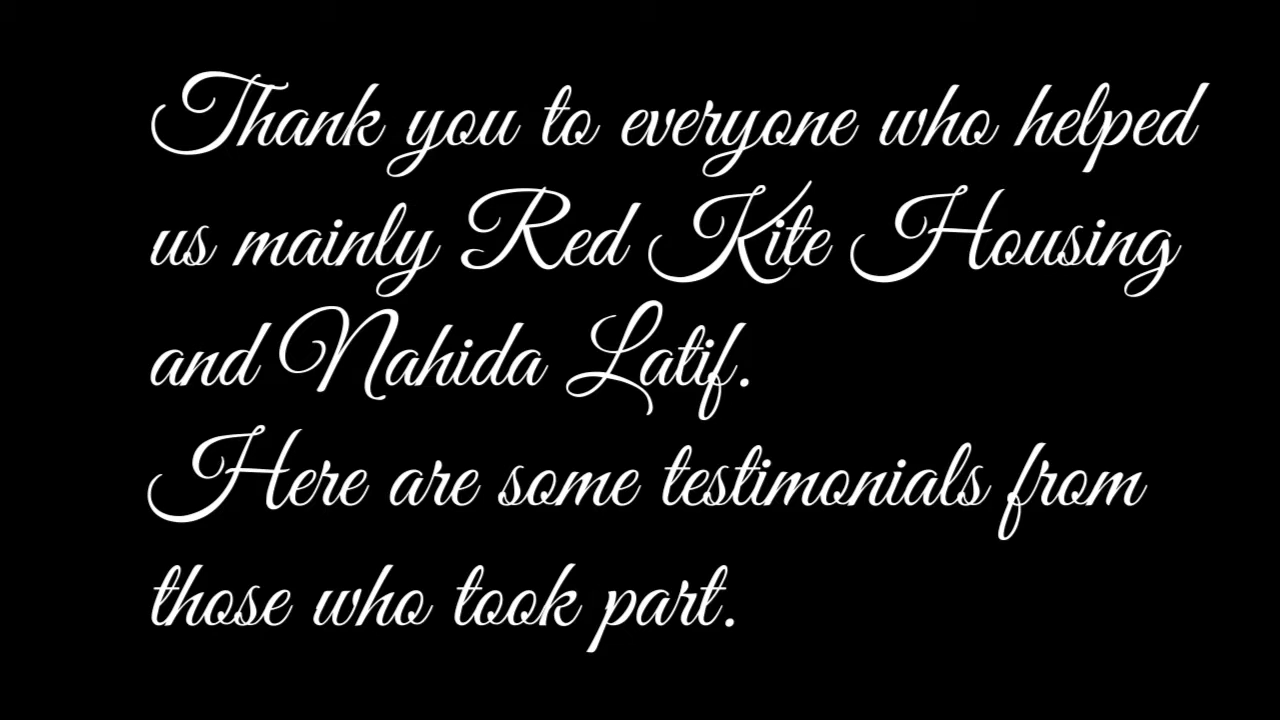 Thank you to everyone who helped
us mainly Red Kite Housing
and Nahida Latif.
Here are some testimonials from
those who took part.